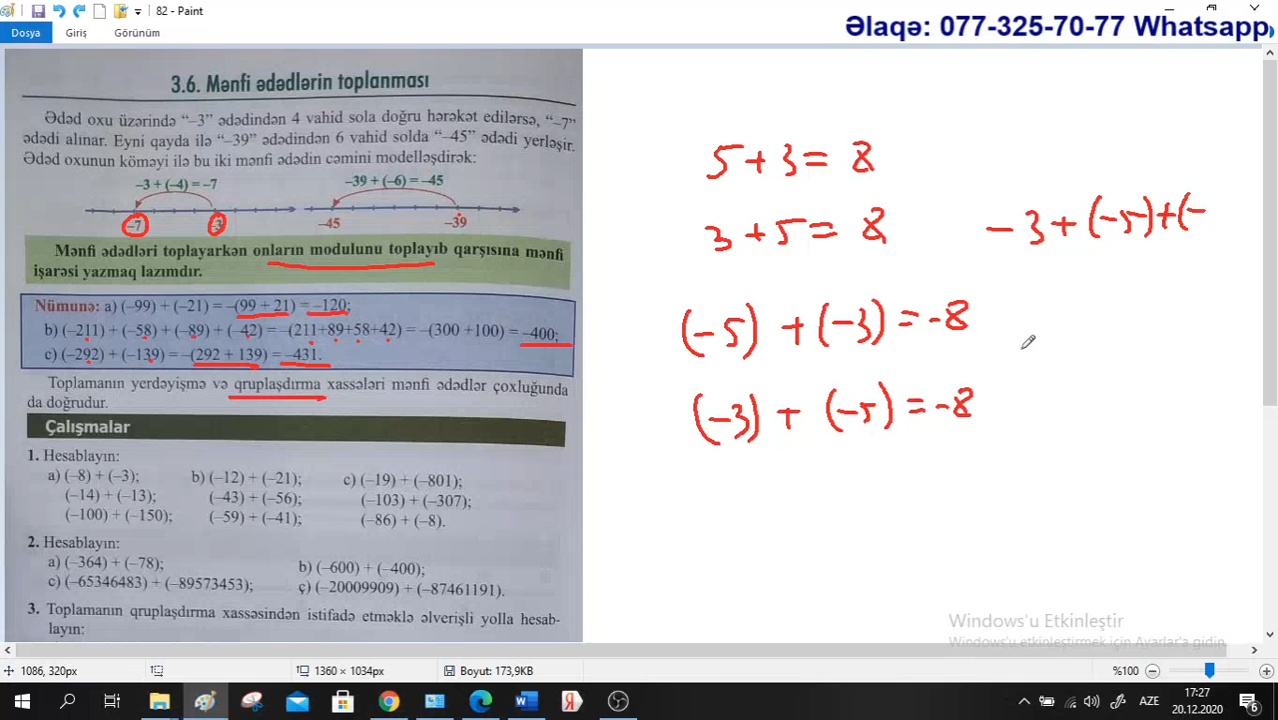 82 - Paint
Əlaqə: 077-325-70-77 Whatsapp
Dosya Giriş Görünüm
3.6. Mənfi ədədlərin toplanması
Ədəd oxu üzərində “–3” ədədindən 4 vahid sola doğru hərəkət edilərsə, “–7”
ədədi alınar. Eyni qayda ilə “–39” ədədindən 6 vahid solda “–45” ədədi yerləşir.
Ədəd oxunun köməyi ilə bu iki mənfi ədədin cəmini modelləşdirək:
–3 + (–4) = –7 –39 + (–6) = –45
–7 –3 –45 –39
Mənfi ədədləri toplayarkən onların modulunu toplayıb qarşısına mənfi
işarəsi yazmaq lazımdır.
Nümunə: a) (–99) + (–21) = –(99 + 21) = –120;
b) (–211) + (–58) + (–89) + (–42) = –(211+89+58+42) = –(300 +100) = –400;
c) (–292) + (–139) = –(292 + 139) = –431.
Toplamanın yerdəyişmə və qruplaşdırma xassələri mənfi ədədlər çoxluğunda
da doğrudur.
Çalışmalar
1. Hesablayın:
a) (–8) + (–3); b) (–12) + (–21); c) (–19) + (–801);
(–14) + (–13); (–43) + (–56); (–103) + (–307);
(–100) + (–150); (–59) + (–41); (–86) + (–8).
2. Hesablayın:
a) (–364) + (–78); b) (–600) + (–400);
c) (–65346483) + (–89573453); ç) (–20009909) + (–87461191).
3. Toplamanın qruplaşdırma xassəsindən istifadə etməklə əlverişli yolla hesab-
layın:
5+3= 8
3+5= 8 -3+(-5)+(-
(-5) +(-3) = -8
(-3) + (-5) = -8
Windows'u Etkinleştir
Windows'u etkinleştirmek için Ayarlar'a gidin.
1086, 320px 1360 × 1034px Boyut: 173,9KB %100
AZE 17:27
20.12.2020 6